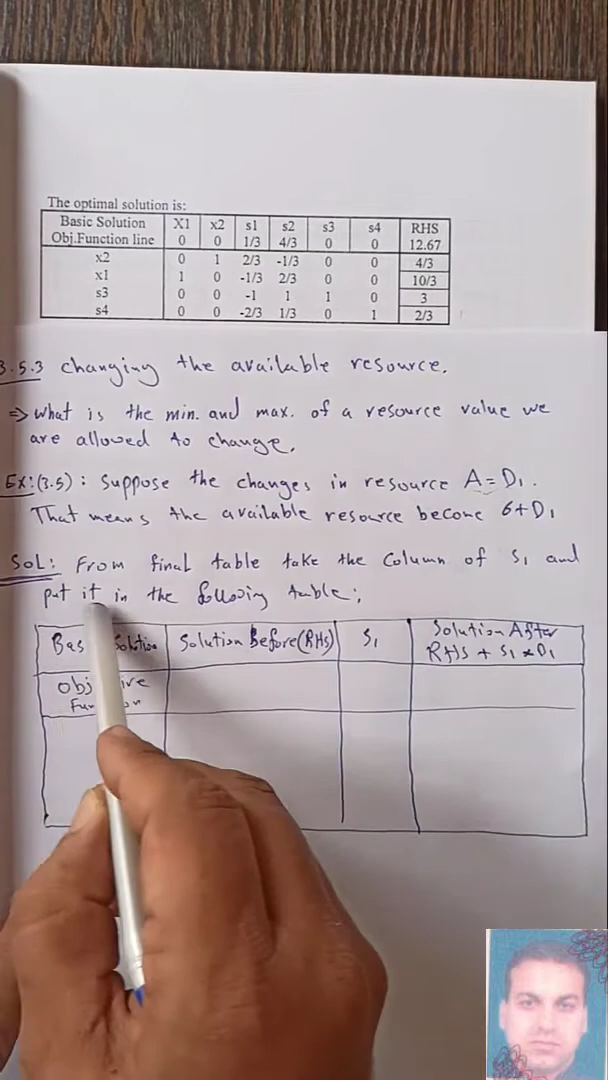 The optimal solution is:
Basic Solution X1 x2 s1 s2 s3 s4 RHS
Obj.Function line 0 0 1/3 4/3 0 0 12.67
x2 0 1 2/3 -1/3 0 0 4/3
x1 1 0 -1/3 2/3 0 0 10/3
s3 0 0 -1 1 1 0 3
s4 0 0 -2/3 1/3 0 1 2/3
3.5.3 changing the available resource.
⇒ what is the min. and max. of a resource value we
are allowed to change.
Ex:(3.5): Suppose the changes in resource A = D1.
That means the available resource become 6+D1
SOL: From final table take the column of S1 and
put it in the following table:
Solution Before(RHS) S1 Solution After
RHS + S1 * D1